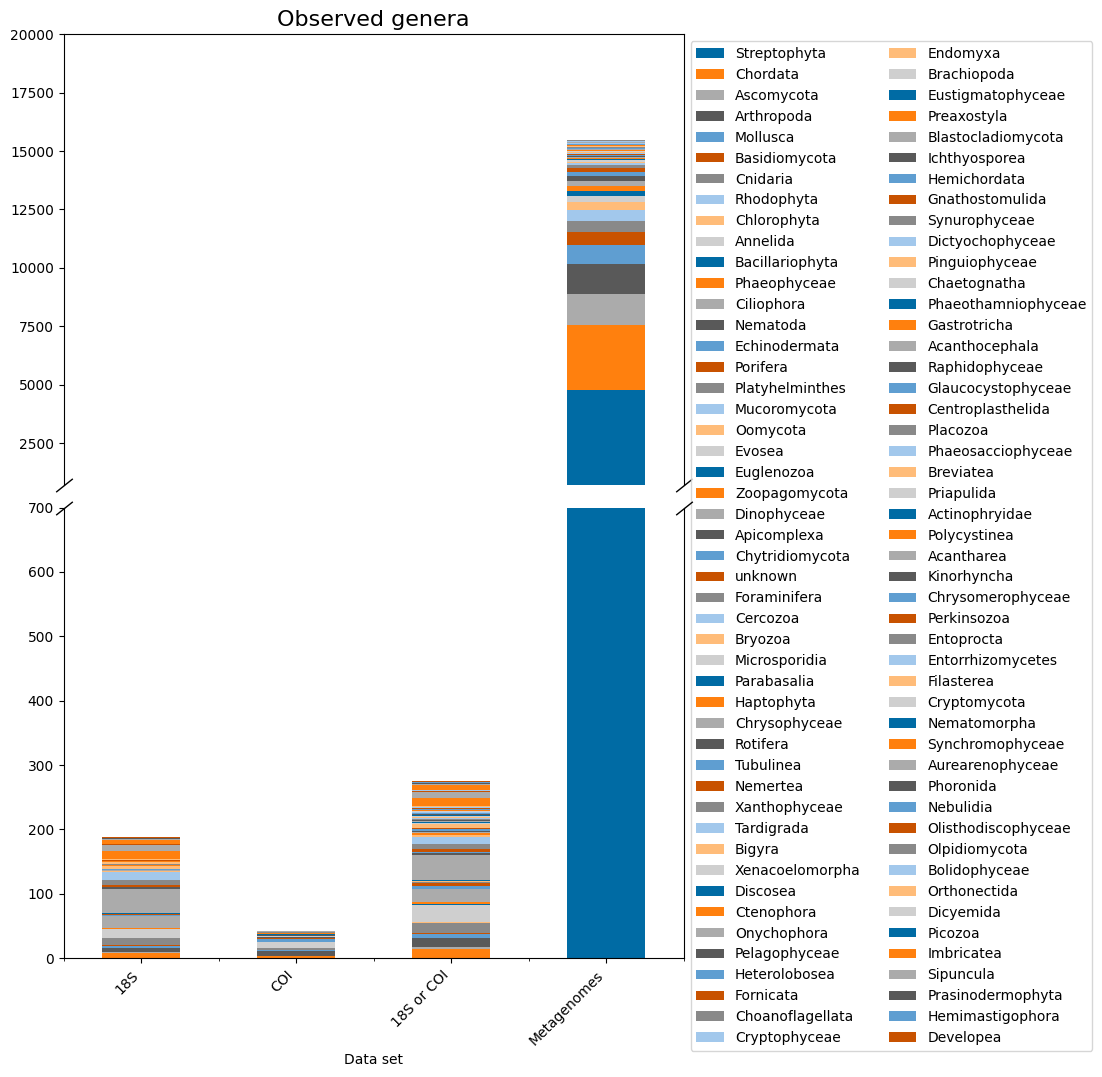 Observed genera
20000
17500
15000
12500
10000
7500
5000
2500
700
600
500
400
300
200
100
0
18S
COI
18S or COI
Metagenomes
Data set
Streptophyta
Chordata
Ascomycota
Arthropoda
Mollusca
Basidiomycota
Cnidaria
Rhodophyta
Chlorophyta
Annelida
Bacillariophyta
Phaeophyceae
Ciliophora
Nematoda
Echinodermata
Porifera
Platyhelminthes
Mucoromycota
Oomycota
Evosea
Euglenozoa
Zoopagomycota
Dinophyceae
Apicomplexa
Chytridiomycota
unknown
Foraminifera
Cercozoa
Bryozoa
Microsporidia
Parabasalia
Haptophyta
Chrysophyceae
Rotifera
Tubulinea
Nemertea
Xanthophyceae
Tardigrada
Bigyra
Xenacoelomorpha
Discosea
Ctenophora
Onychophora
Pelagophyceae
Heterolobosea
Fornicata
Choanoflagellata
Cryptophyceae
Endomyxa
Brachiopoda
Eustigmatophyceae
Preaxostyla
Blastocladiomycota
Ichthyosporea
Hemichordata
Gnathostomulida
Synurophyceae
Dictyochophyceae
Pinguiophyceae
Chaetognatha
Phaeothamniophyceae
Gastrotricha
Acanthocephala
Raphidophyceae
Glaucocystophyceae
Centroplasthelida
Placozoa
Phaeosacciophyceae
Breviatea
Priapulida
Actinophryidae
Polycystinea
Acantharea
Kinorhyncha
Chrysomerophyceae
Perkinsozoa
Entoprocta
Entorrhizomycetes
Filasterea
Cryptomycota
Nematomorpha
Synchromophyceae
Aurearenophyceae
Phoronida
Nebulidia
Olisthodiscophyceae
Olpidiomycota
Bolidophyceae
Orthonectida
Dicyemida
Picozoa
Imbricatea
Sipuncula
Prasinodermophyta
Hemimastigophora
Developea